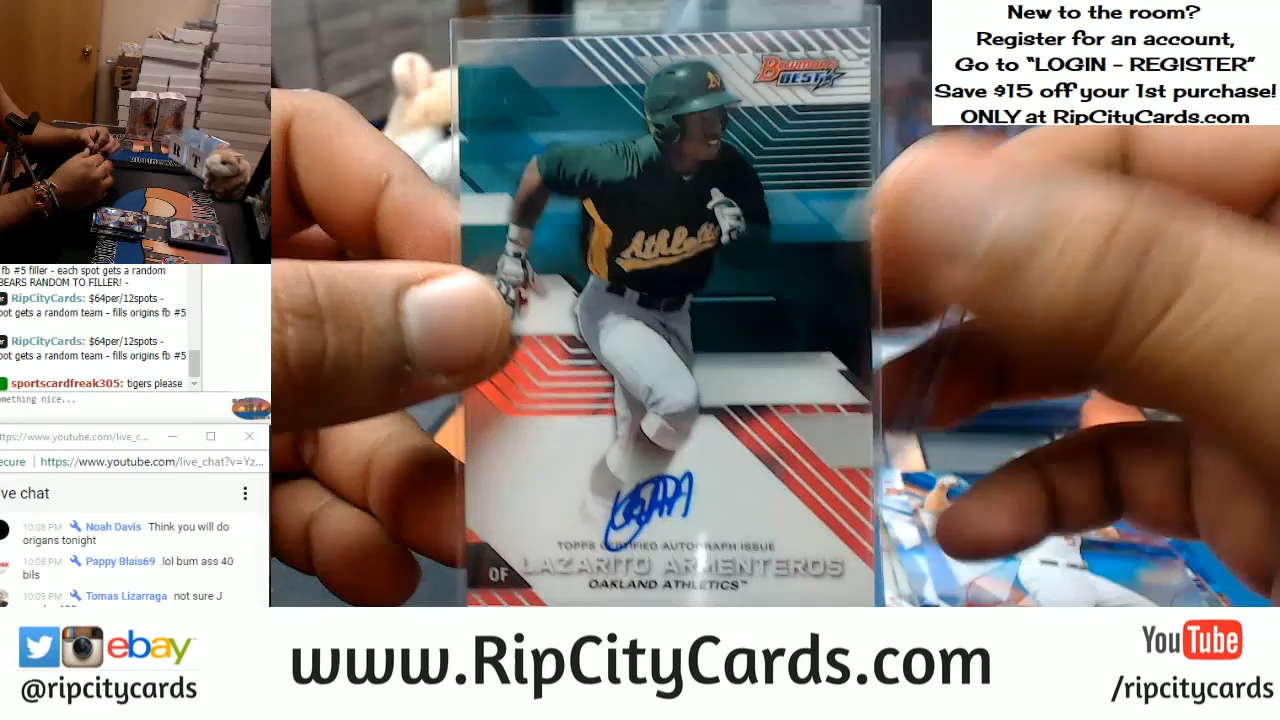 New to the room?
Register for an account,
Go to “LOGIN - REGISTER”
Save $15 off your 1st purchase!
ONLY at RipCityCards.com
Bowman's
BEST
A
Athletics
TOPPS CERTIFIED AUTOGRAPH ISSUE
OF LAZARITO ARMENTEROS
OAKLAND ATHLETICS™
fb #5 filler - each spot gets a random
BEARS RANDOM TO FILLER! -
RipCityCards: $64per/12spots -
ot gets a random team - fills origins fb #5
RipCityCards: $64per/12spots -
ot gets a random team - fills origins fb #5
sportscardfreak305: tigers please
omething nice...
ttps://www.youtube.com/live_c...
ecure | https://www.youtube.com/live_chat?v=Yz...
ve chat
10:08 PM Noah Davis Think you will do
origans tonight
10:08 PM Pappy Blais69 lol bum ass 40
bils
10:09 PM Tomas Lizarraga not sure J
ebay
@ripcitycards
www.RipCityCards.com
YouTube
/ripcitycards